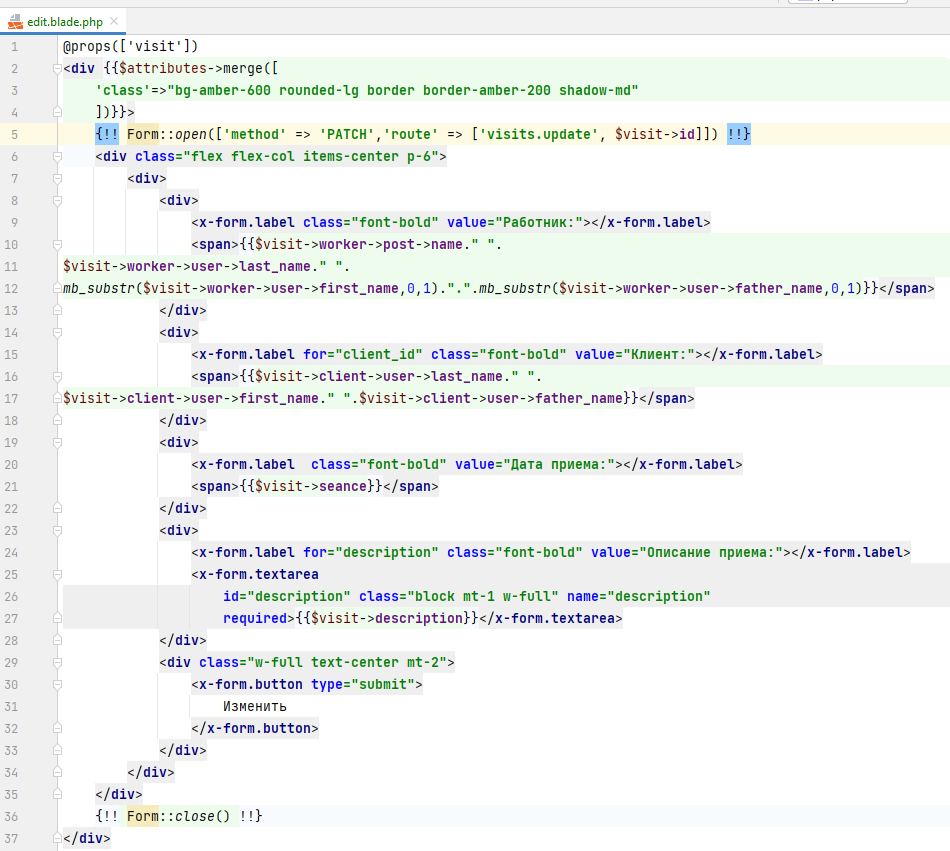 edit.blade.php
1 @props(['visit'])
2 <div {{$attributes->merge([
3 'class'=>"bg-amber-600 rounded-lg border border-amber-200 shadow-md"
4 ])}}>
5 {!! Form::open(['method' => 'PATCH','route' => ['visits.update', $visit->id]]) !!}
6 <div class="flex flex-col items-center p-6">
7 <div>
8 <div>
9 <x-form.label class="font-bold" value="Работник:"></x-form.label>
10 <span>{{$visit->worker->post->name." ".
11 $visit->worker->user->last_name." ".
12 mb_substr($visit->worker->user->first_name,0,1).".".mb_substr($visit->worker->user->father_name,0,1)}}</span>
13 </div>
14 <div>
15 <x-form.label for="client_id" class="font-bold" value="Клиент:"></x-form.label>
16 <span>{{$visit->client->user->last_name." ".
17 $visit->client->user->first_name." ".$visit->client->user->father_name}}</span>
18 </div>
19 <div>
20 <x-form.label  class="font-bold" value="Дата приема:"></x-form.label>
21 <span>{{$visit->seance}}</span>
22 </div>
23 <div>
24 <x-form.label for="description" class="font-bold" value="Описание приема:"></x-form.label>
25 <x-form.textarea
26 id="description" class="block mt-1 w-full" name="description"
27 required>{{$visit->description}}</x-form.textarea>
28 </div>
29 <div class="w-full text-center mt-2">
30 <x-form.button type="submit">
31 Изменить
32 </x-form.button>
33 </div>
34 </div>
35 </div>
36 {!! Form::close() !!}
37 </div>